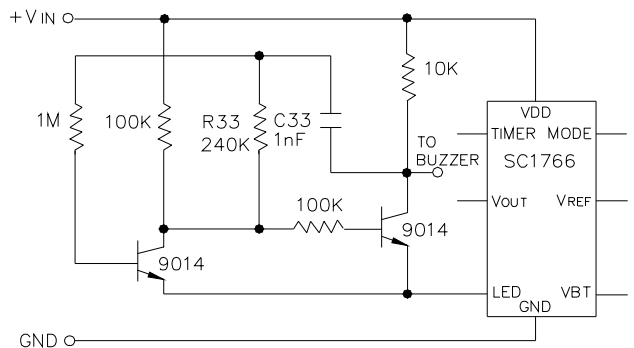 +VIN
1M
100K
R33
240K
C33
1nF
10K
TO
BUZZER
100K
9014
9014
VDD
TIMER MODE
SC1766
VOUT VREF
LED VBT
GND
GND